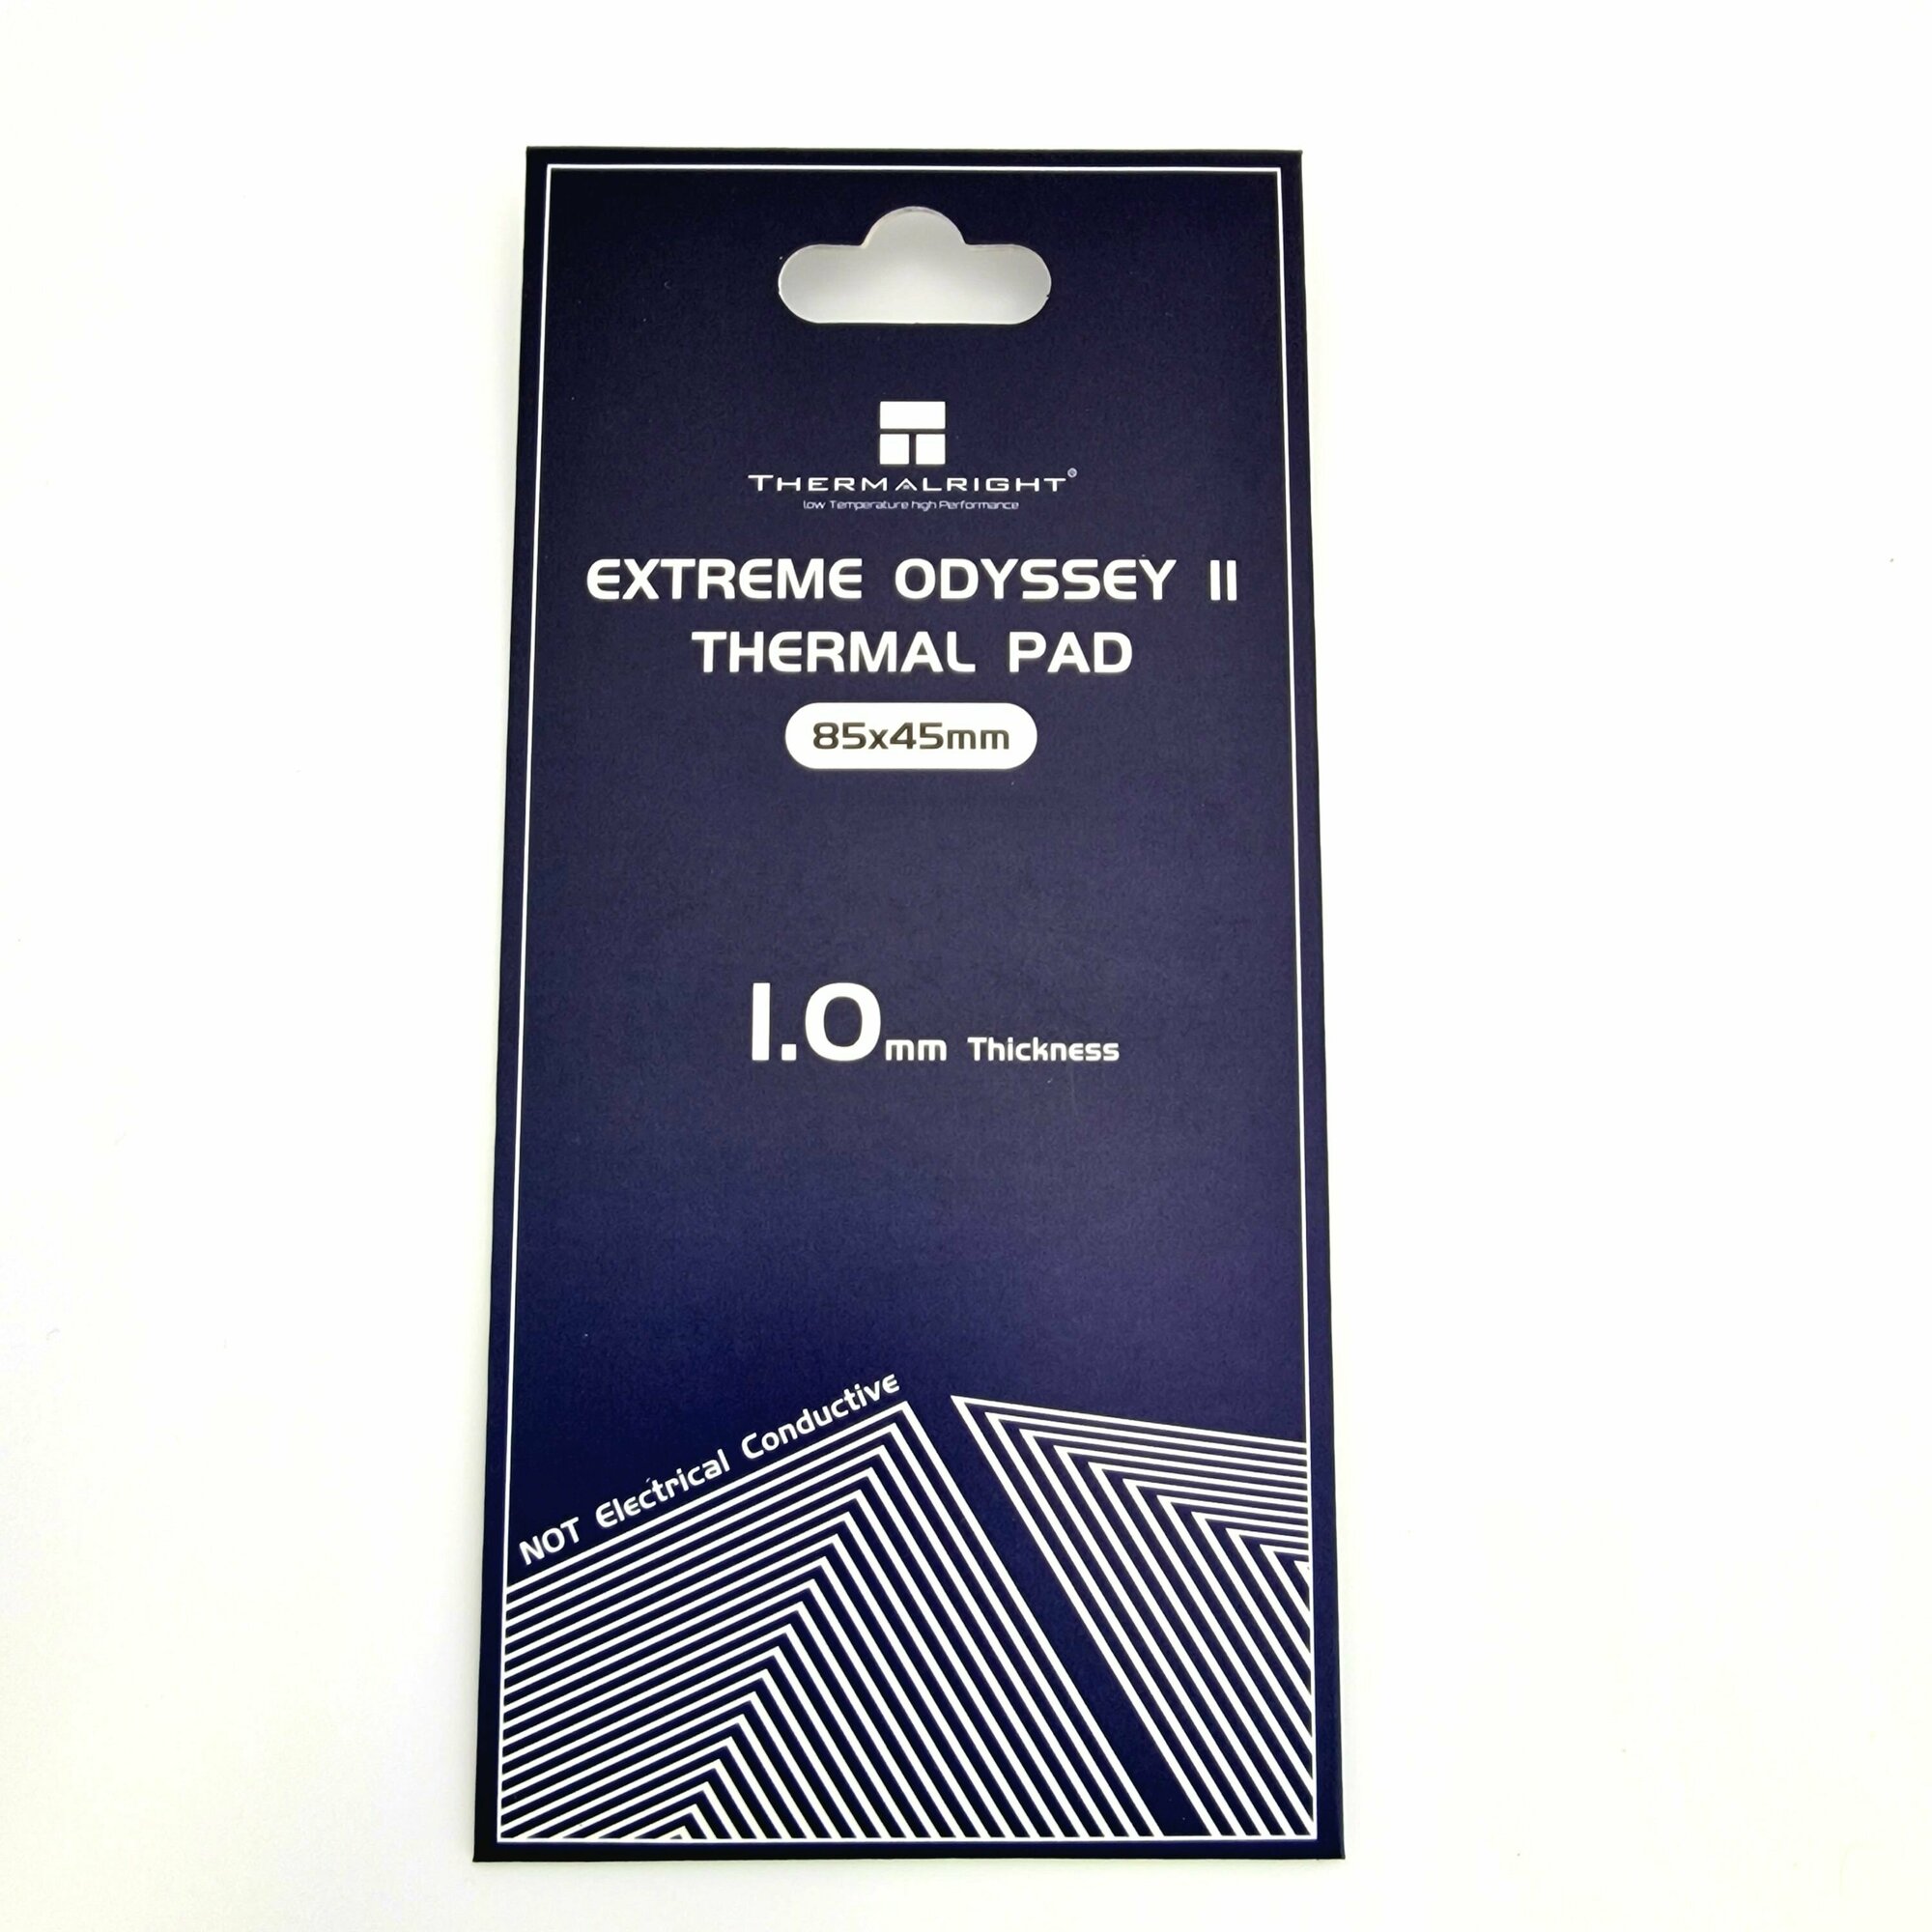 THERMALRIGHT®
low Temperature high Performance
EXTREME ODYSSEY II
THERMAL PAD
85x45mm
1.0mm Thickness
NOT Electrical Conductive